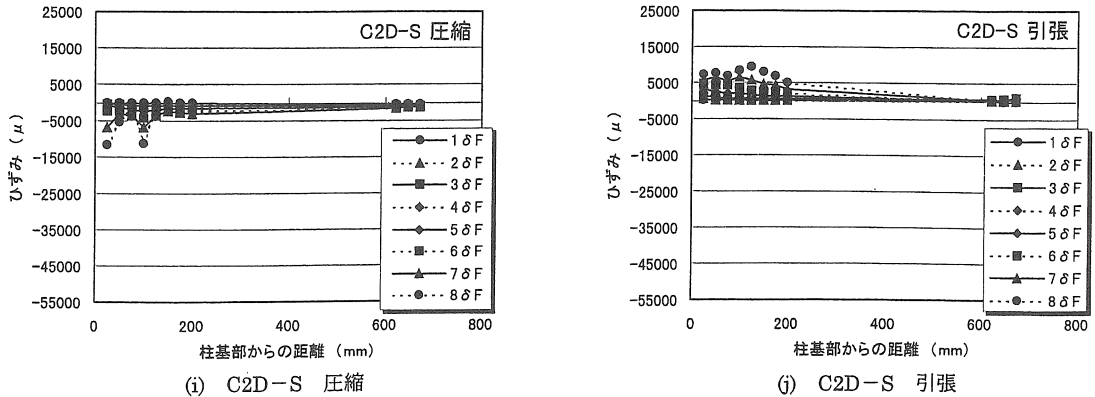 C2D-S 圧縮
25000
15000
5000
-5000
-15000
-25000
-35000
-45000
-55000
ひずみ (μ)
1δF
2δF
3δF
4δF
5δF
6δF
7δF
8δF
0
200
400
600
800
柱基部からの距離 (mm)
(i) C2D-S 圧縮
C2D-S 引張
25000
15000
5000
-5000
-15000
-25000
-35000
-45000
-55000
ひずみ (μ)
1δF
2δF
3δF
4δF
5δF
6δF
7δF
8δF
0
200
400
600
800
柱基部からの距離 (mm)
(j) C2D-S 引張